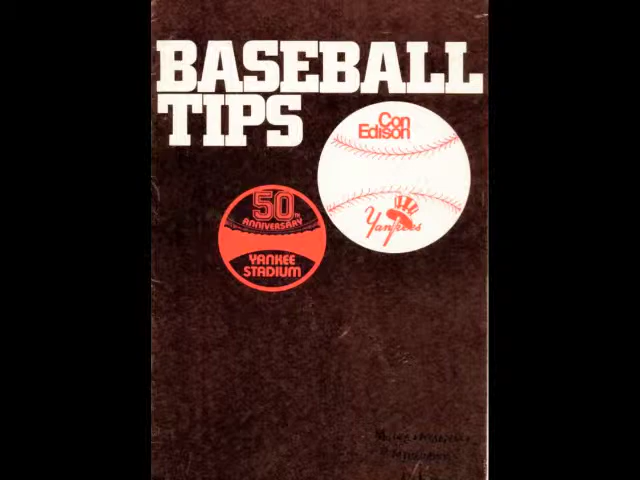 BASEBALL
TIPS
Con
Edison
50TH
ANNIVERSARY
Yankees
YANKEE
STADIUM